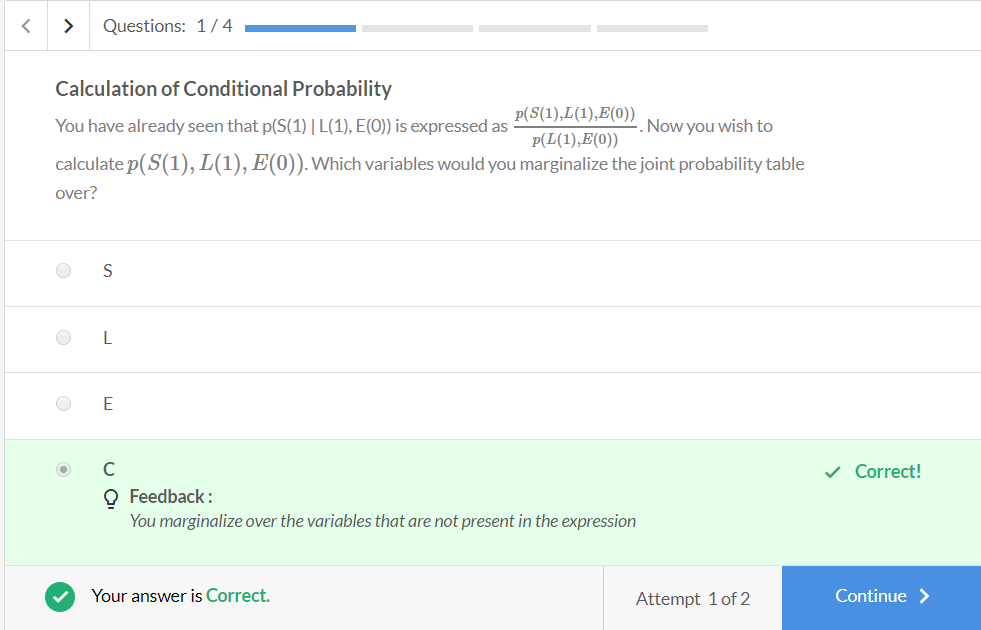 Questions: 1 / 4
Calculation of Conditional Probability
You have already seen that p(S(1) | L(1), E(0)) is expressed as p(S(1),L(1),E(0)) / p(L(1),E(0)) . Now you wish to
calculate p(S(1), L(1), E(0)). Which variables would you marginalize the joint probability table
over?
S
L
E
C
Correct!
Feedback :
You marginalize over the variables that are not present in the expression
Your answer is Correct.
Attempt 1 of 2
Continue